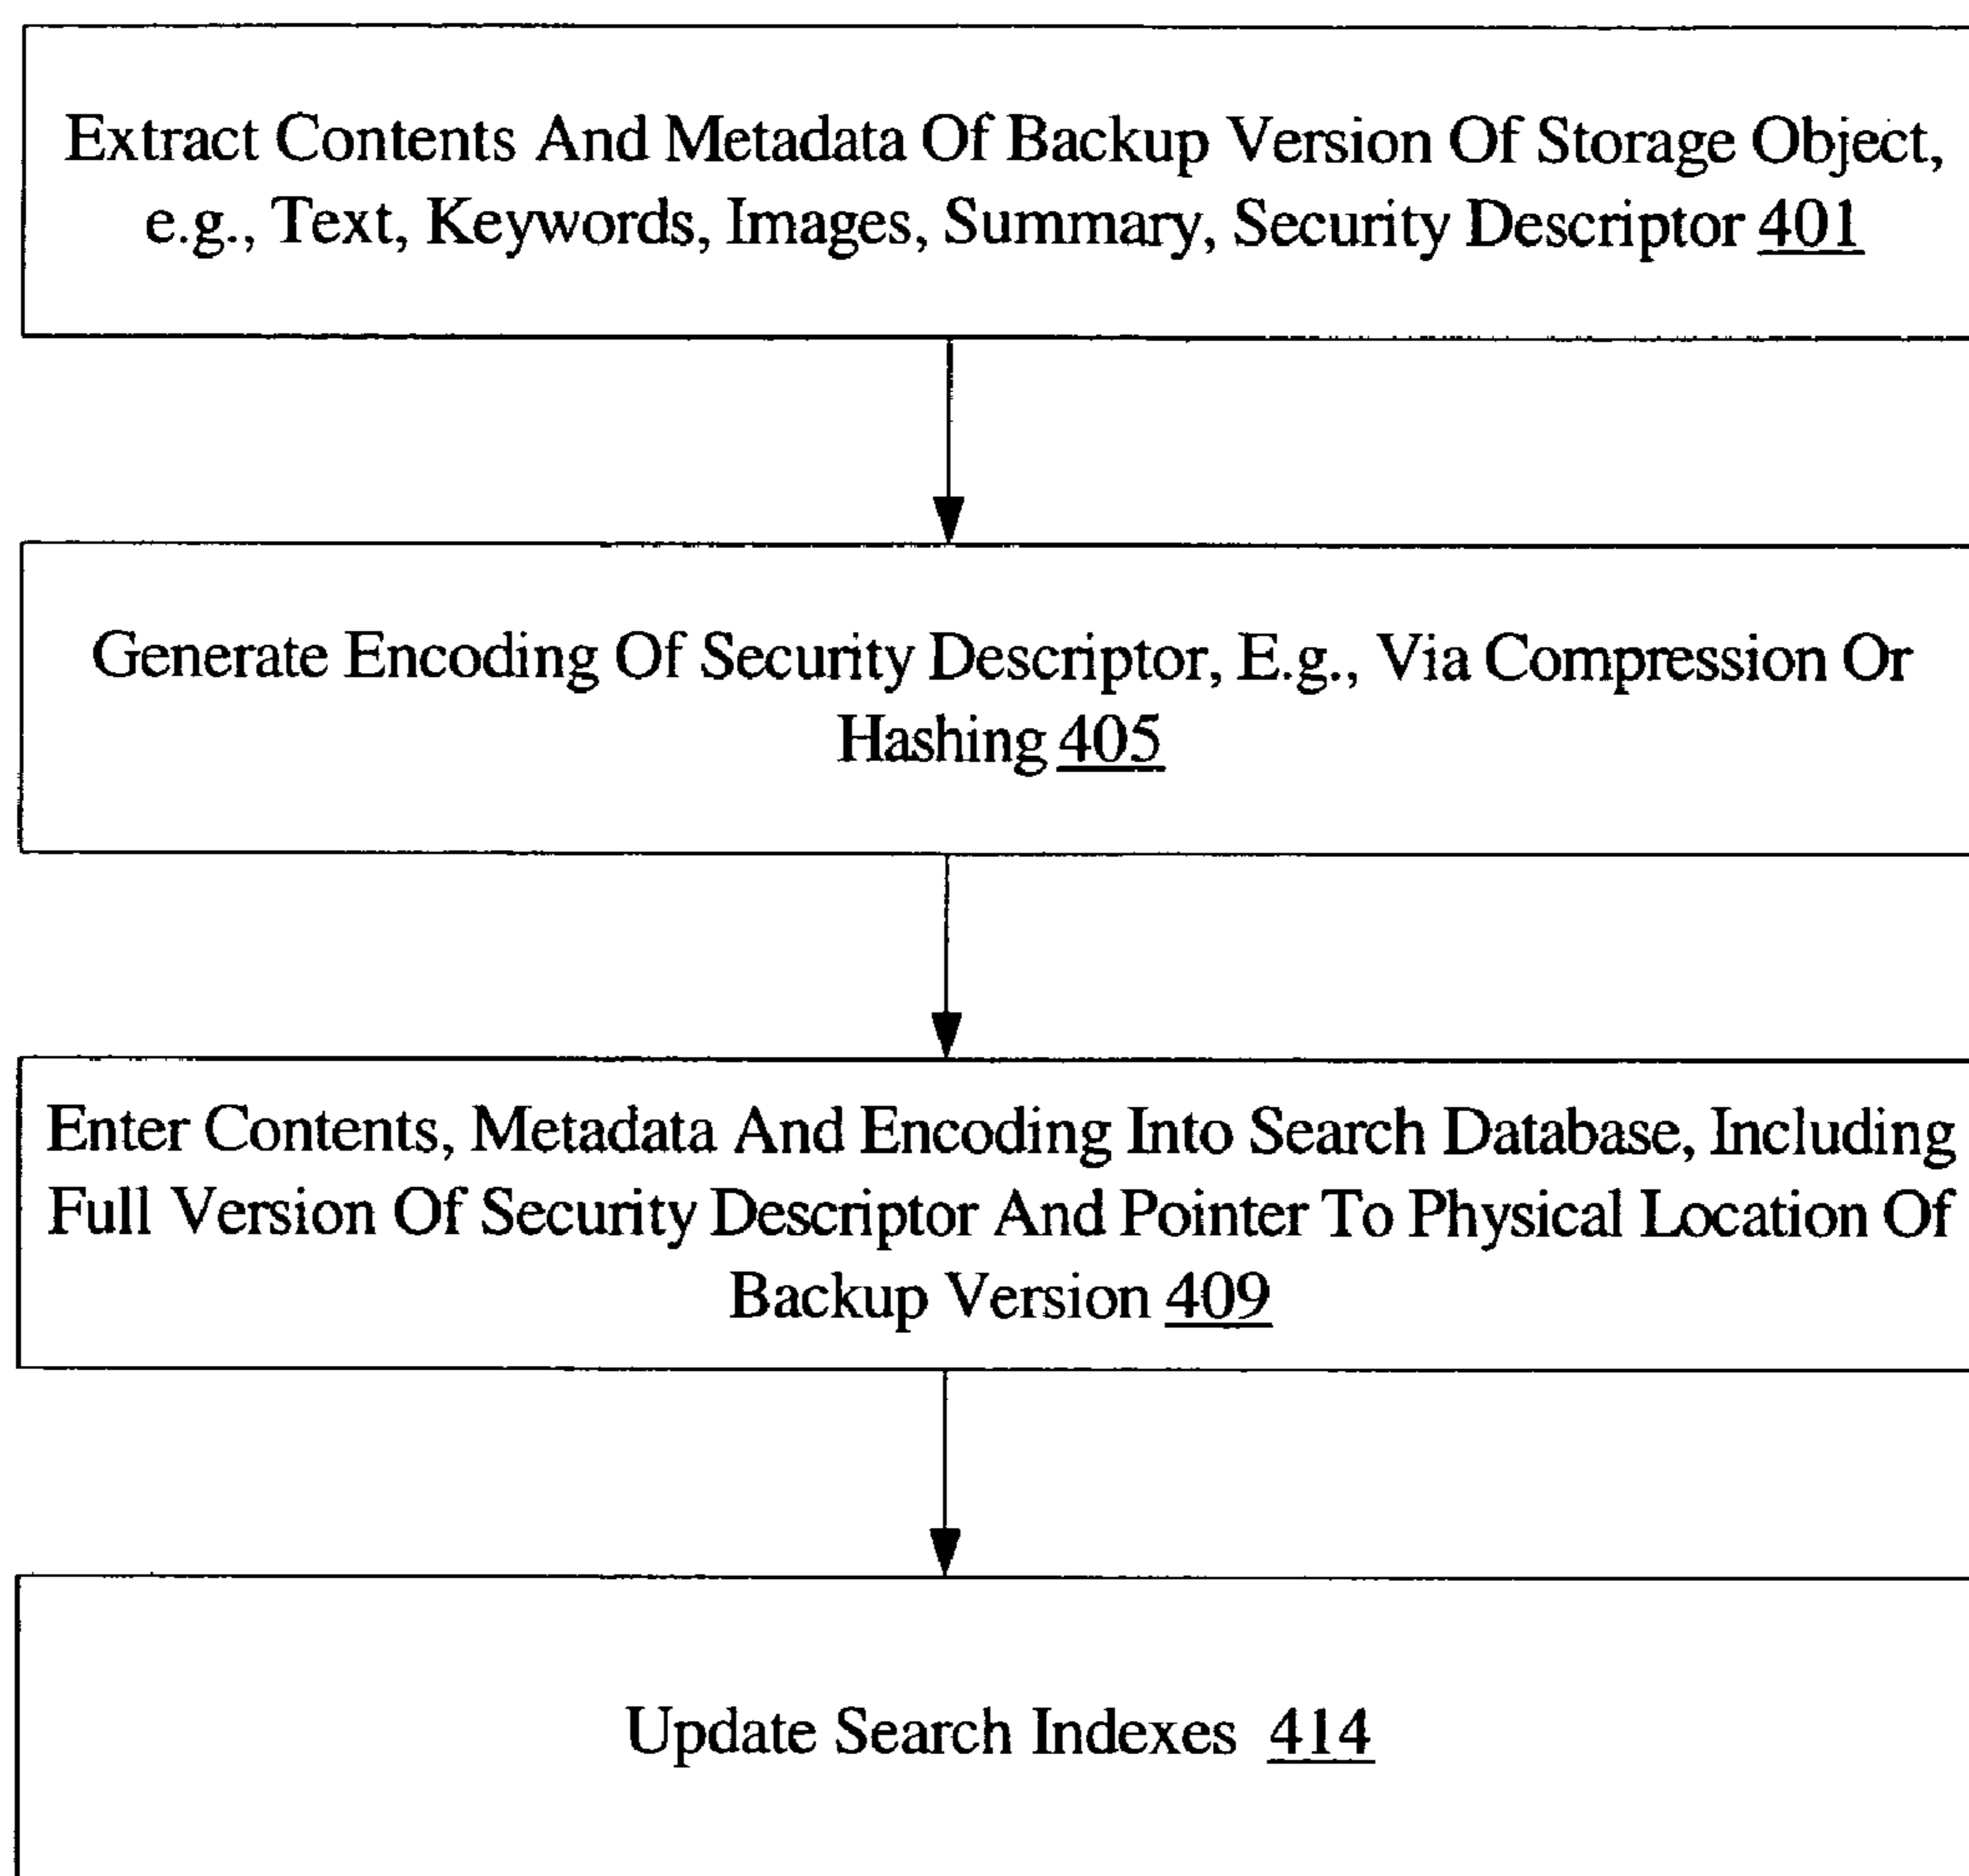 Extract Contents And Metadata Of Backup Version Of Storage Object,
e.g., Text, Keywords, Images, Summary, Security Descriptor 401
Generate Encoding Of Security Descriptor, E.g., Via Compression Or
Hashing 405
Enter Contents, Metadata And Encoding Into Search Database, Including
Full Version Of Security Descriptor And Pointer To Physical Location Of
Backup Version 409
Update Search Indexes 414